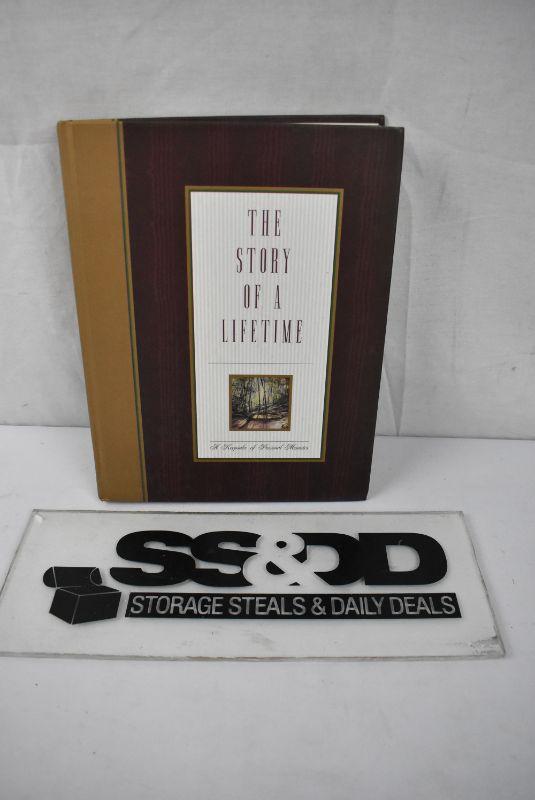 THE
STORY
OF A
LIFETIME
A Keepsake of Personal Memoirs
SS&DD
STORAGE STEALS & DAILY DEALS